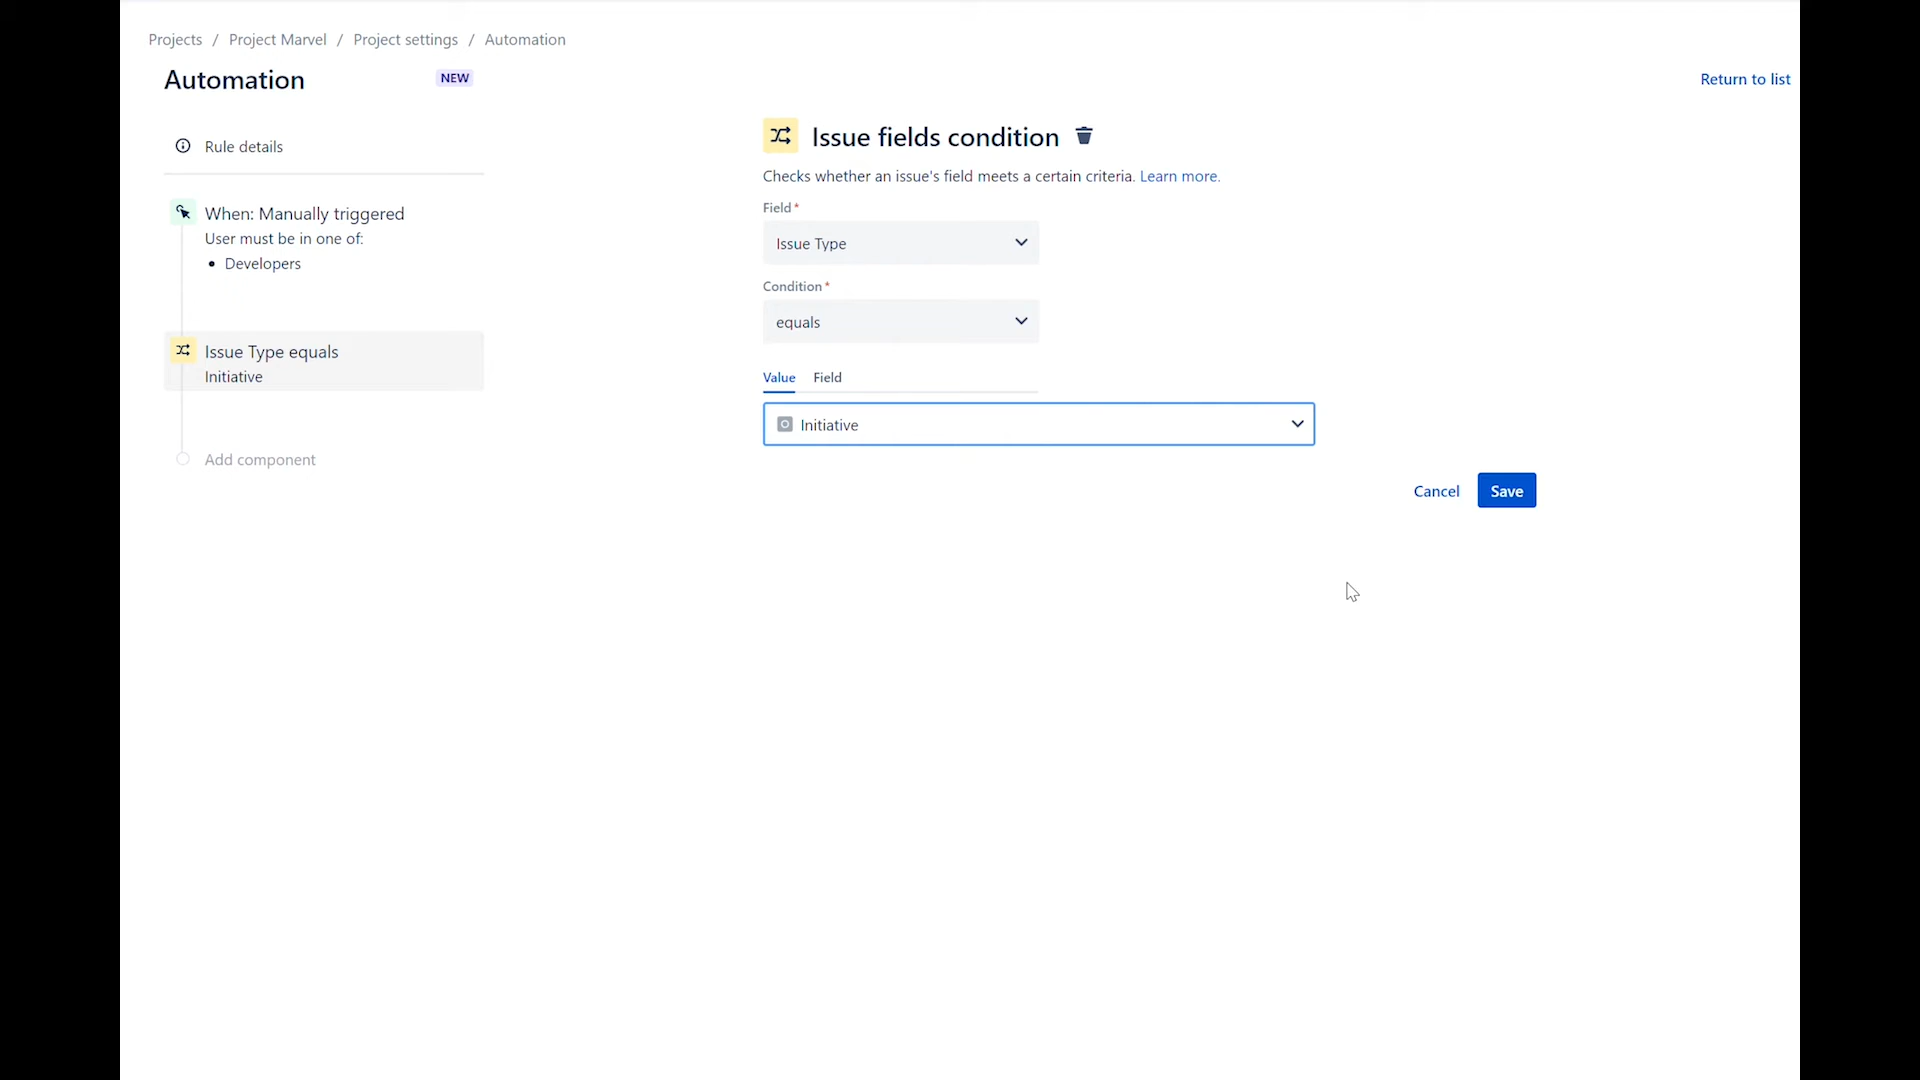 Projects / Project Marvel / Project settings / Automation
Automation NEW
Return to list
Rule details
When: Manually triggered
User must be in one of:
• Developers
Issue Type equals
Initiative
Add component
Issue fields condition
Checks whether an issue's field meets a certain criteria. Learn more.
Field *
Issue Type
Condition *
equals
Value Field
Initiative
Cancel Save